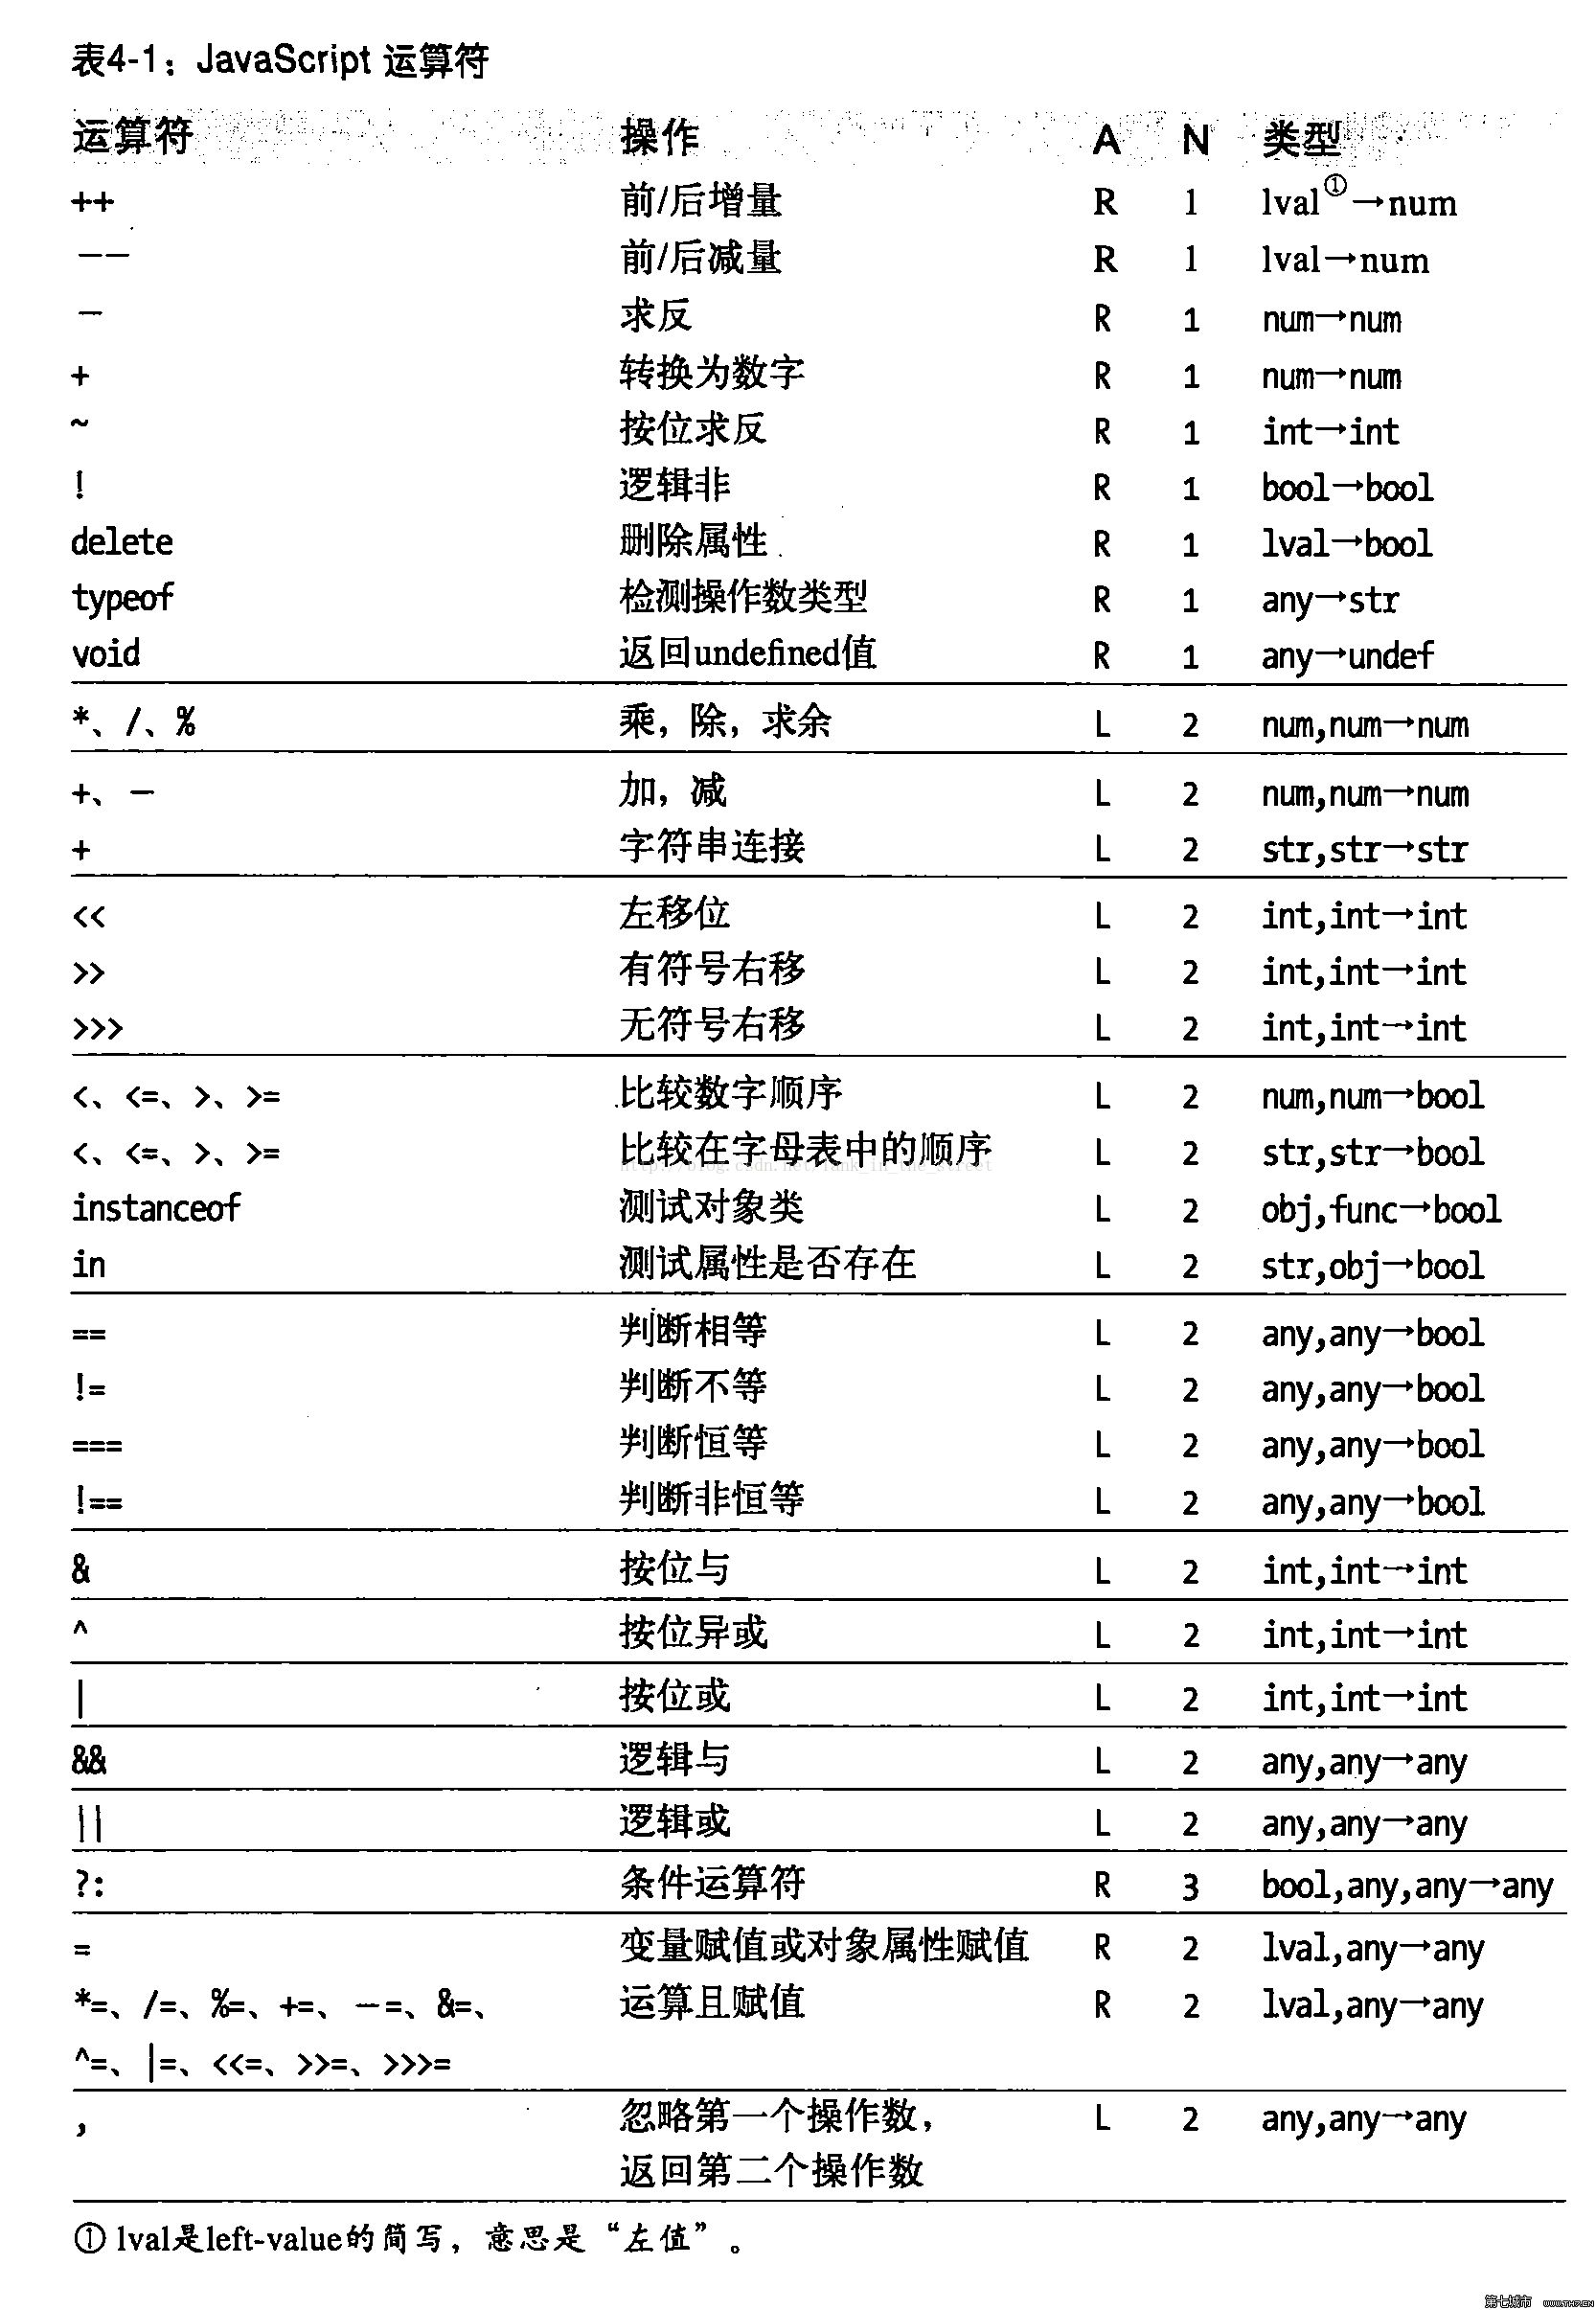 表4-1：JavaScript 运算符
运算符 操作 A N 类型
++ 前/后增量 R 1 lval①→num
−− 前/后减量 R 1 lval→num
− 求反 R 1 num→num
+ 转换为数字 R 1 num→num
~ 按位求反 R 1 int→int
! 逻辑非 R 1 bool→bool
delete 删除属性 R 1 lval→bool
typeof 检测操作数类型 R 1 any→str
void 返回undefined值 R 1 any→undef
*、/、% 乘，除，求余 L 2 num,num→num
+、− 加，减 L 2 num,num→num
+ 字符串连接 L 2 str,str→str
<< 左移位 L 2 int,int→int
>> 有符号右移 L 2 int,int→int
>>> 无符号右移 L 2 int,int→int
<、<=、>、>= 比较数字顺序 L 2 num,num→bool
<、<=、>、>= 比较在字母表中的顺序 L 2 str,str→bool
instanceof 测试对象类 L 2 obj,func→bool
in 测试属性是否存在 L 2 str,obj→bool
== 判断相等 L 2 any,any→bool
!= 判断不等 L 2 any,any→bool
=== 判断恒等 L 2 any,any→bool
!== 判断非恒等 L 2 any,any→bool
& 按位与 L 2 int,int→int
^ 按位异或 L 2 int,int→int
| 按位或 L 2 int,int→int
&& 逻辑与 L 2 any,any→any
|| 逻辑或 L 2 any,any→any
?: 条件运算符 R 3 bool,any,any→any
= 变量赋值或对象属性赋值 R 2 lval,any→any
*=、/=、%=、+=、−=、&=、 运算且赋值 R 2 lval,any→any
^=、|=、<<=、>>=、>>>=
, 忽略第一个操作数， L 2 any,any→any
返回第二个操作数
① lval是left-value的简写，意思是“左值”。
第七城市 WWW.TH7.CN